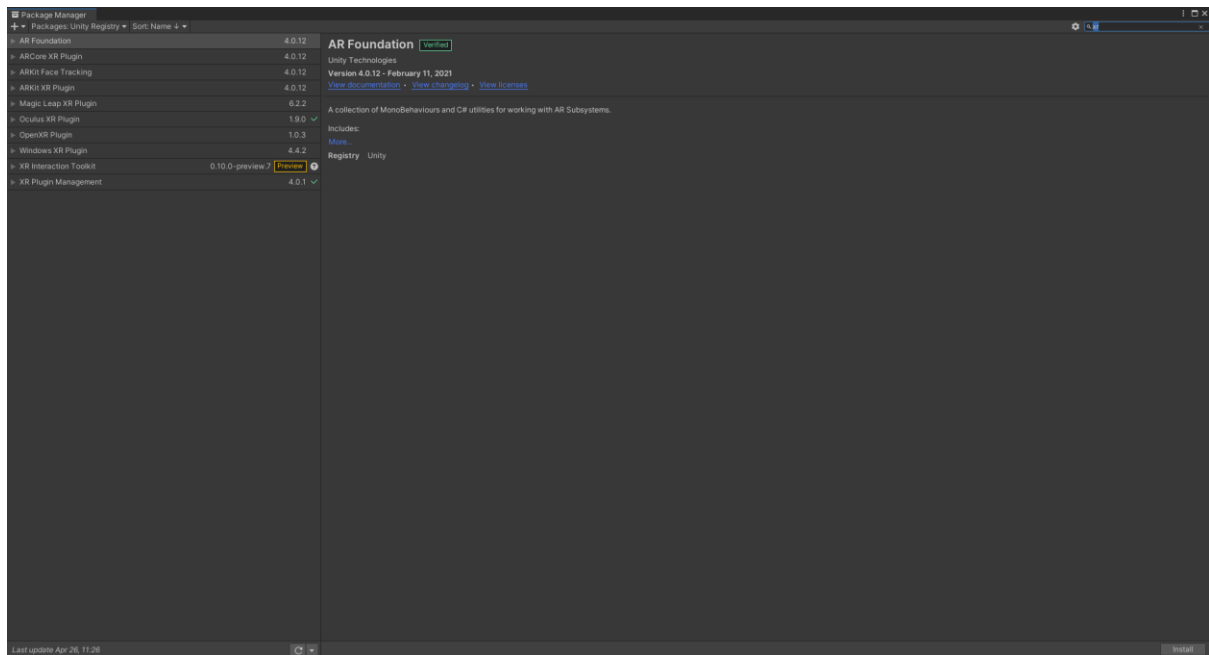 Package Manager
Packages: Unity Registry Sort: Name ↓
xr
AR Foundation 4.0.12
ARCore XR Plugin 4.0.12
ARKit Face Tracking 4.0.12
ARKit XR Plugin 4.0.12
Magic Leap XR Plugin 6.2.2
Oculus XR Plugin 1.9.0
OpenXR Plugin 1.0.3
Windows XR Plugin 4.4.2
XR Interaction Toolkit 0.10.0-preview.7 Preview
XR Plugin Management 4.0.1
AR Foundation Verified
Unity Technologies
Version 4.0.12 - February 11, 2021
View documentation • View changelog • View licenses
A collection of MonoBehaviours and C# utilities for working with AR Subsystems.
Includes:
More...
Registry Unity
Last update Apr 26, 11:26
Install